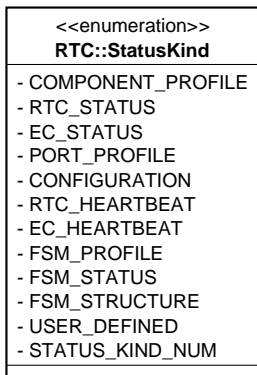 <<enumeration>>
RTC::StatusKind
- COMPONENT_PROFILE
- RTC_STATUS
- EC_STATUS
- PORT_PROFILE
- CONFIGURATION
- RTC_HEARTBEAT
- EC_HEARTBEAT
- FSM_PROFILE
- FSM_STATUS
- FSM_STRUCTURE
- USER_DEFINED
- STATUS_KIND_NUM